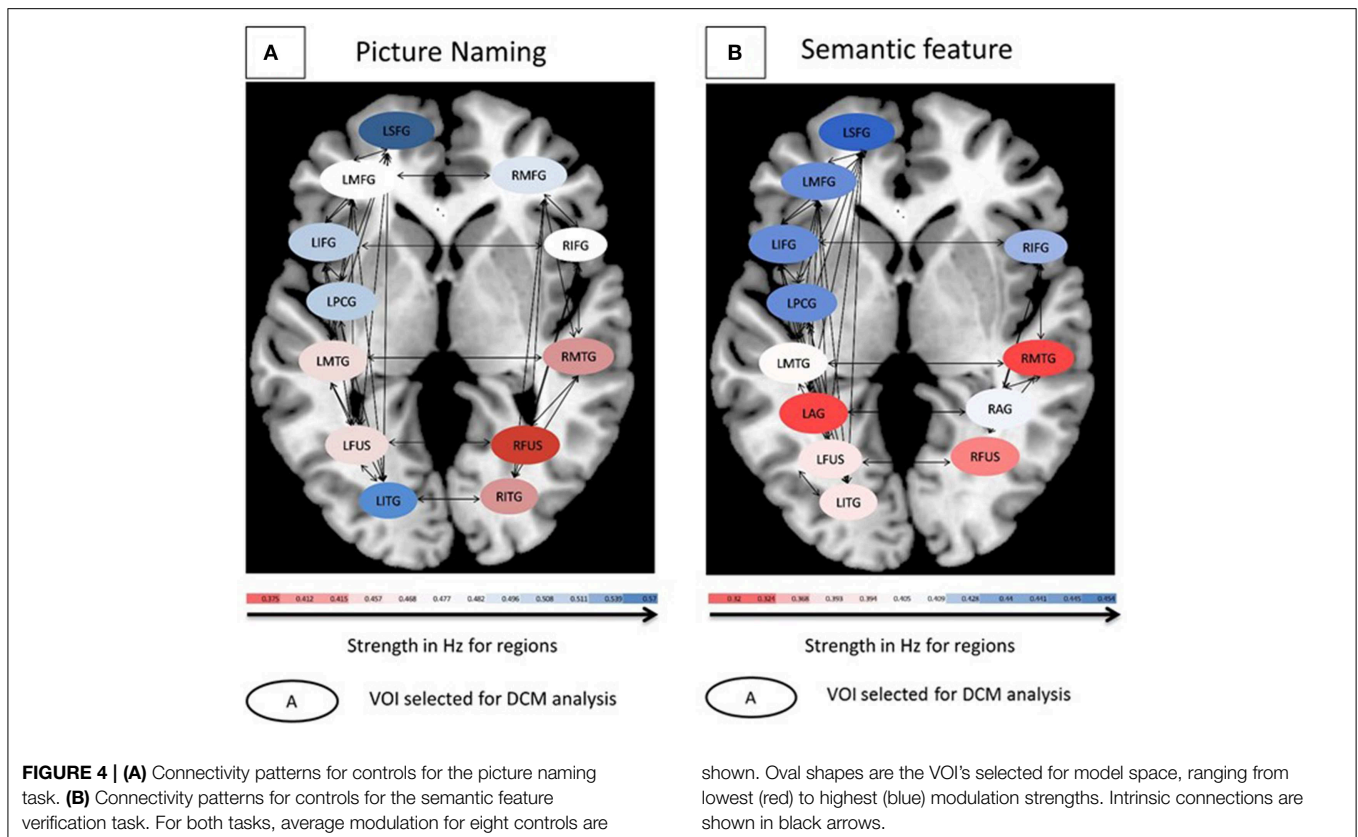 A
Picture Naming
LSFG
LMFG
RMFG
LIFG
RIFG
LPCG
LMTG
RMTG
LFUS
RFUS
LITG
RITG
0.375 0.412 0.415 0.457 0.468 0.477 0.482 0.496 0.508 0.511 0.539 0.57
Strength in Hz for regions
A
VOI selected for DCM analysis
B
Semantic feature
LSFG
LMFG
LIFG
RIFG
LPCG
LMTG
RMTG
LAG
RAG
LFUS
RFUS
LITG
0.32 0.324 0.368 0.393 0.394 0.405 0.409 0.428 0.44 0.441 0.445 0.454
Strength in Hz for regions
A
VOI selected for DCM analysis
FIGURE 4 | (A) Connectivity patterns for controls for the picture naming
task. (B) Connectivity patterns for controls for the semantic feature
verification task. For both tasks, average modulation for eight controls are
shown. Oval shapes are the VOI's selected for model space, ranging from
lowest (red) to highest (blue) modulation strengths. Intrinsic connections are
shown in black arrows.